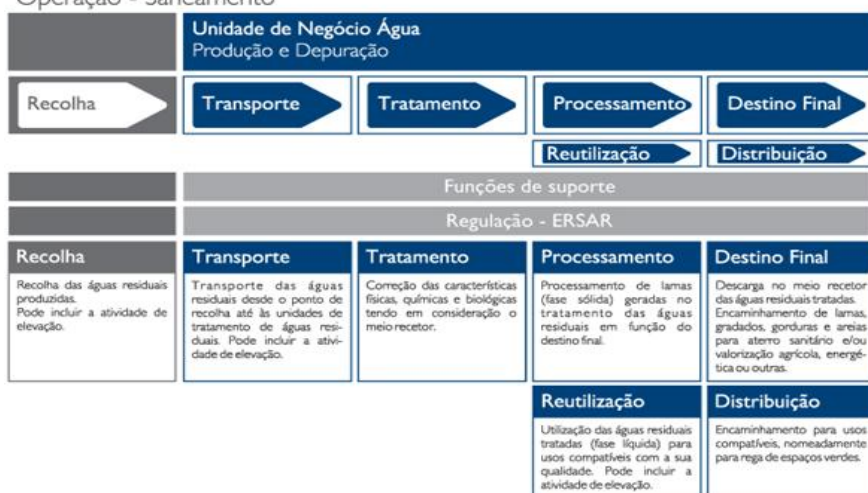 Operação - Saneamento
Unidade de Negócio Água
Produção e Depuração
Recolha
Transporte
Tratamento
Processamento
Destino Final
Reutilização
Distribuição
Funções de suporte
Regulação - ERSAR
Recolha
Recolha das águas residuais
produzidas.
Pode incluir a atividade de
elevação.
Transporte
Transporte das águas
residuais desde o ponto de
recolha até às unidades de
tratamento de águas resi-
duais. Pode incluir a ativi-
dade de elevação.
Tratamento
Correção das características
físicas, químicas e biológicas
tendo em consideração o
meio recetor.
Processamento
Processamento de lamas
(fase sólida) geradas no
tratamento das águas
residuais em função do
destino final.
Destino Final
Descarga no meio recetor
das águas residuais tratadas.
Encaminhamento de lamas,
gradados, gorduras e areias
para aterro sanitário e/ou
valorização agrícola, energé-
tica ou outras.
Reutilização
Utilização das águas residuais
tratadas (fase líquida) para
usos compatíveis com a sua
qualidade. Pode incluir a
atividade de elevação.
Distribuição
Encaminhamento para usos
compatíveis, nomeadamente
para rega de espaços verdes.